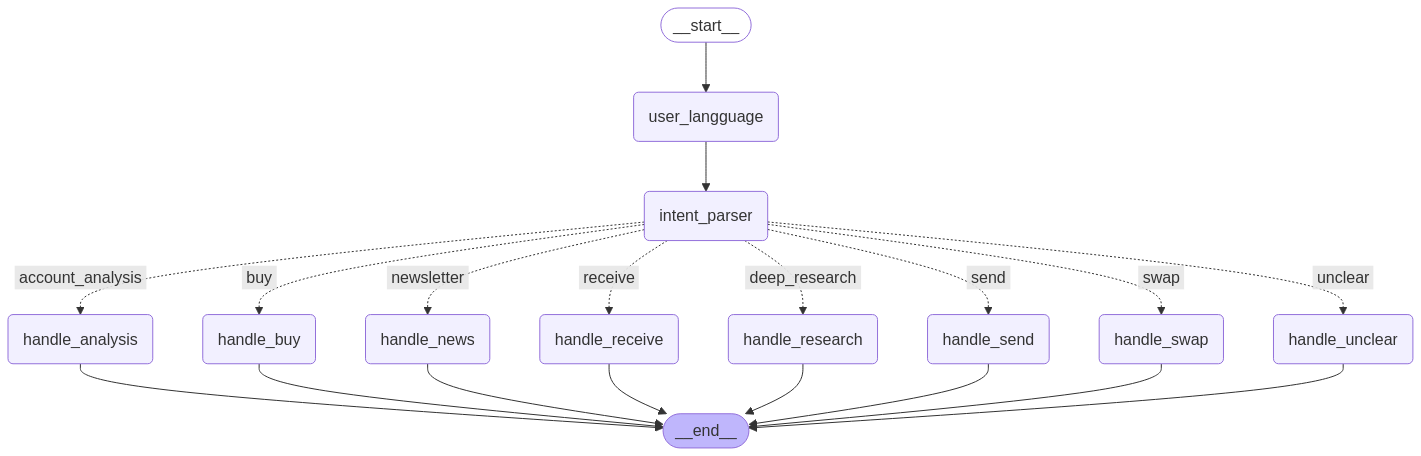 __start__
user_langguage
intent_parser
account_analysis
buy
newsletter
receive
deep_research
send
swap
unclear
handle_analysis
handle_buy
handle_news
handle_receive
handle_research
handle_send
handle_swap
handle_unclear
__end__